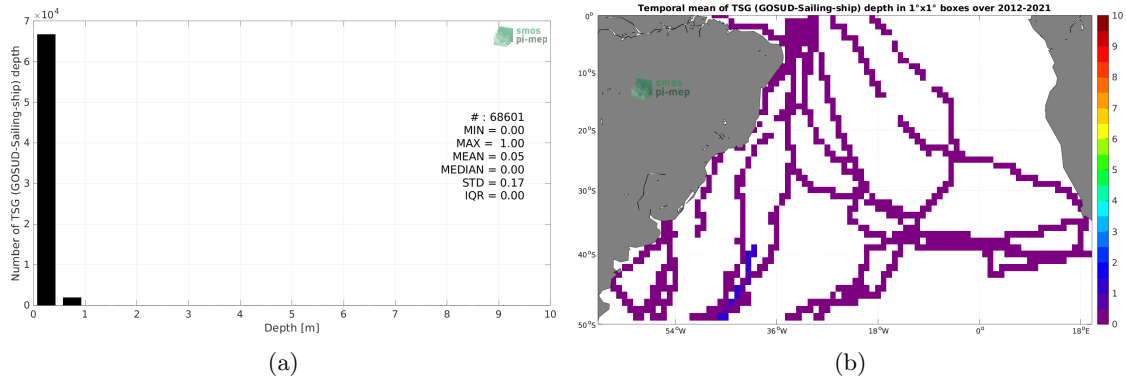 7 ×10⁴
6
5
4
3
2
1
0
Number of TSG (GOSUD-Sailing-ship) depth
smos
pi-mep
# : 68601
MIN = 0.00
MAX = 1.00
MEAN = 0.05
MEDIAN = 0.00
STD = 0.17
IQR = 0.00
0 1 2 3 4 5 6 7 8 9 10
Depth [m]
(a)
Temporal mean of TSG (GOSUD-Sailing-ship) depth in 1°x1° boxes over 2012-2021
0°
10°S
20°S
30°S
40°S
50°S
smos
pi-mep
54°W 36°W 18°W 0° 18°E
10
9
8
7
6
5
4
3
2
1
0
(b)